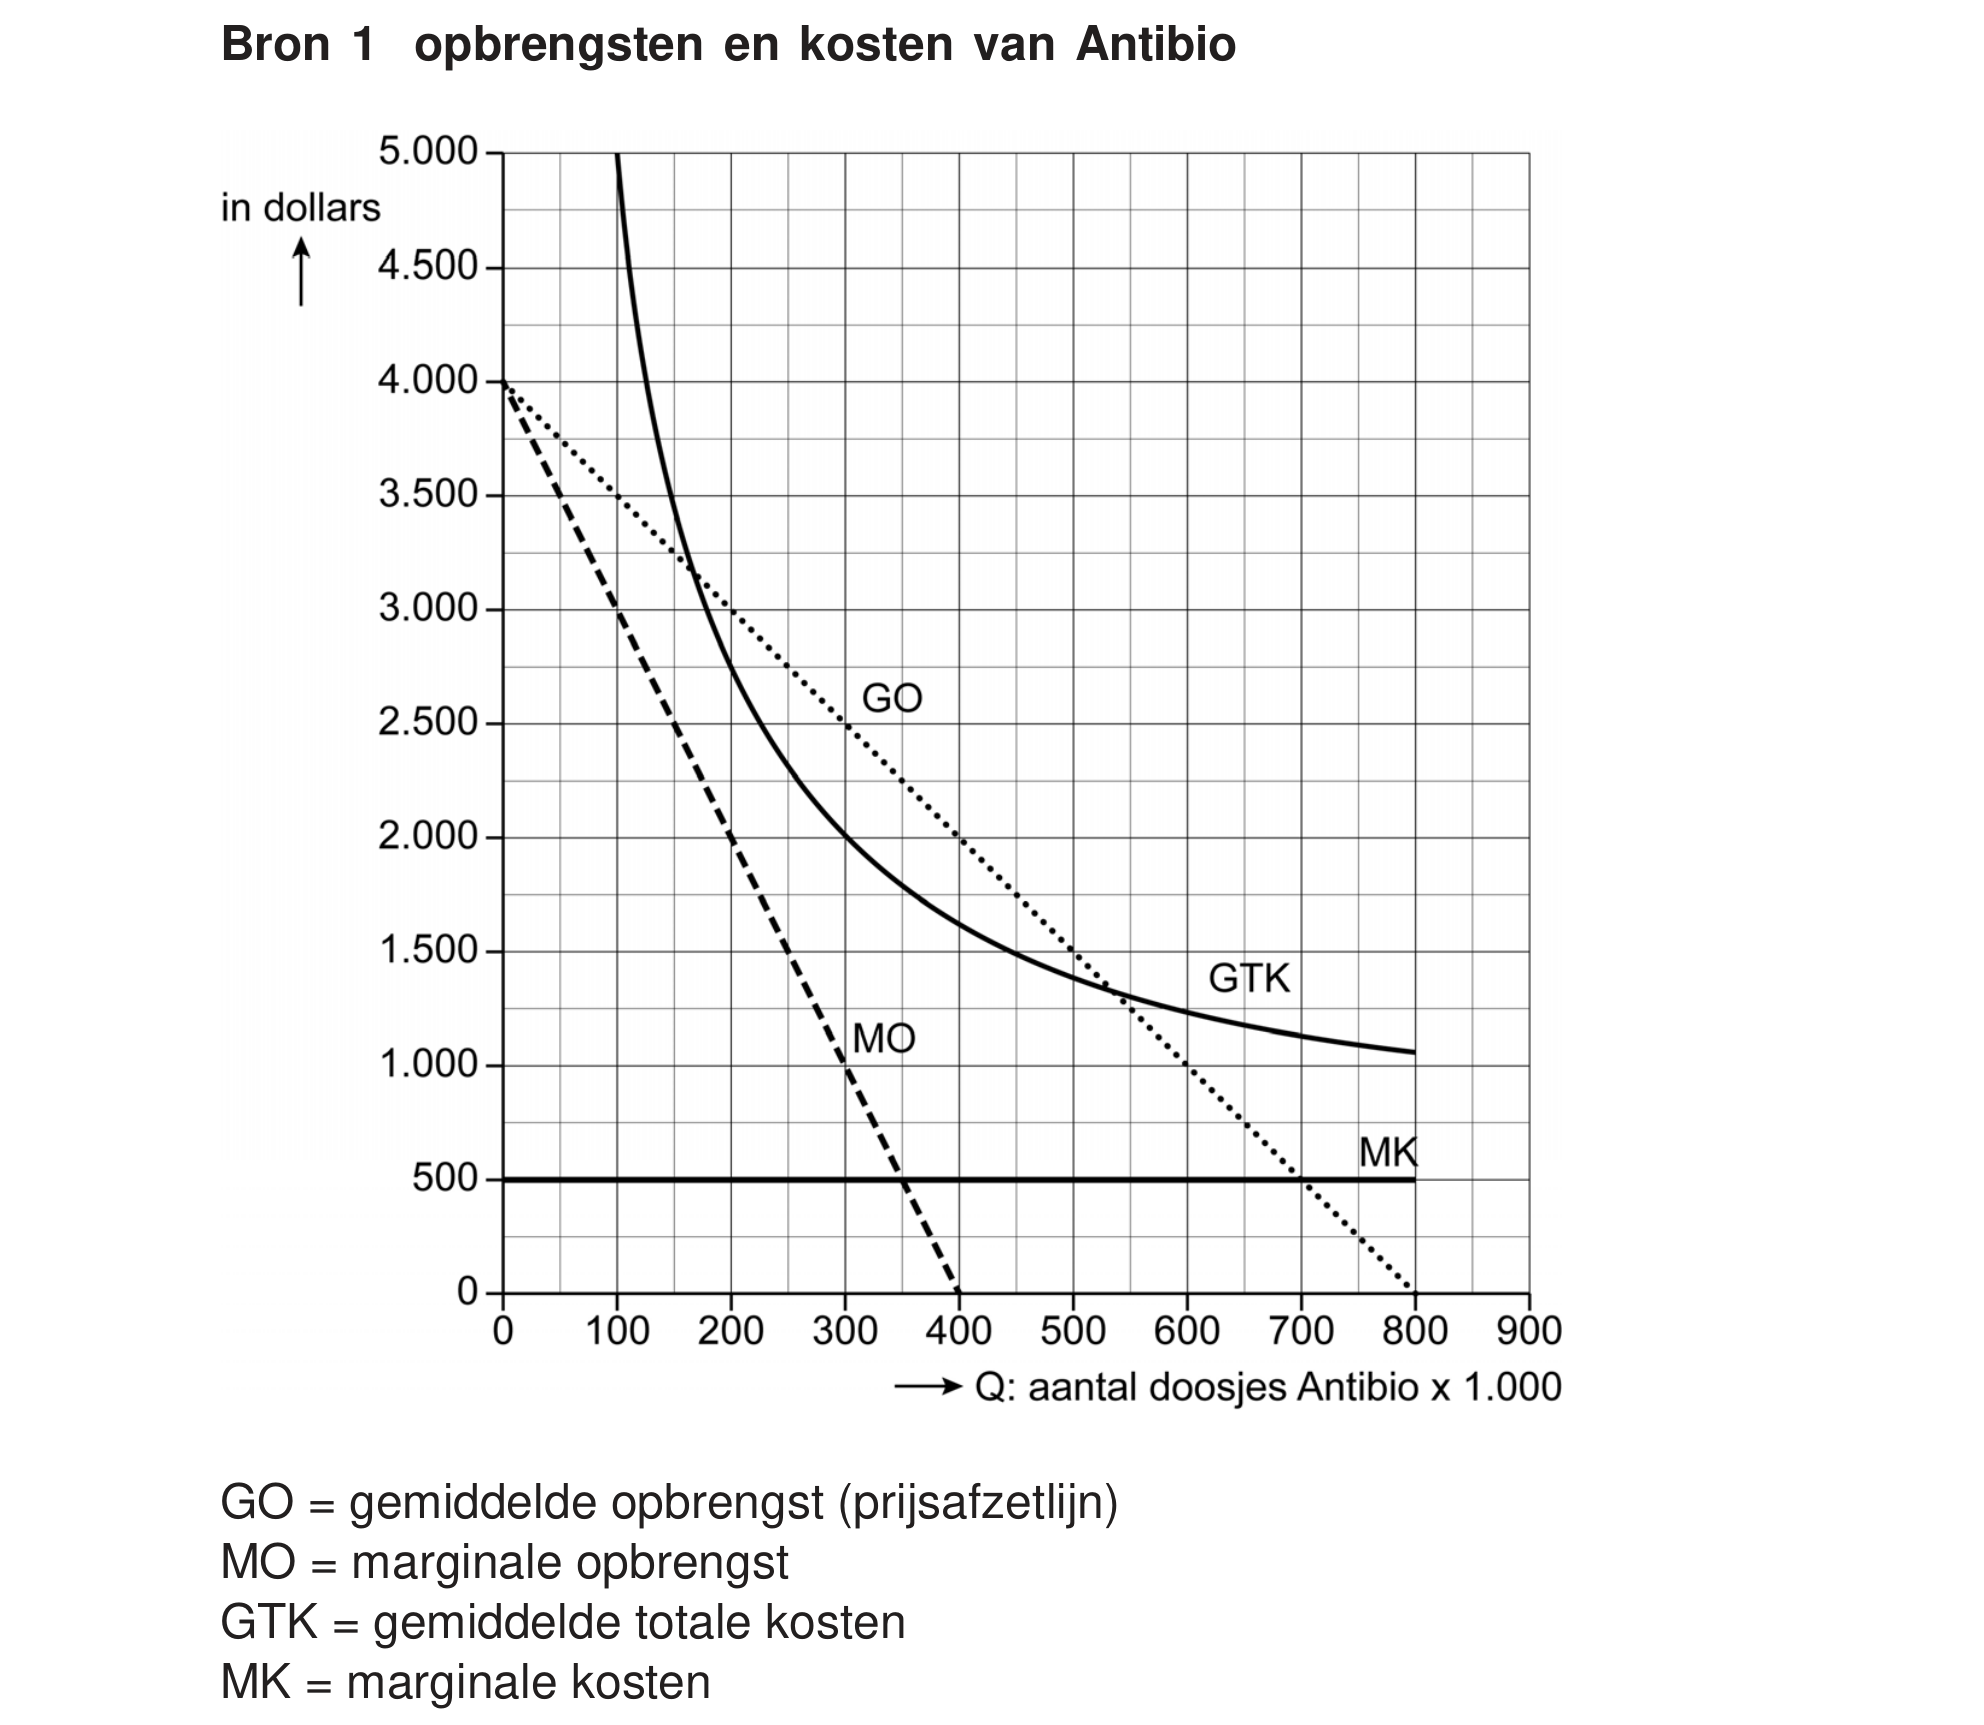 Bron 1 opbrengsten en kosten van Antibio
5.000
in dollars
4.500
4.000
3.500
3.000
2.500
GO
2.000
1.500
GTK
MO
1.000
MK
500
0
0 100 200 300 400 500 600 700 800 900
Q: aantal doosjes Antibio x 1.000
GO = gemiddelde opbrengst (prijsafzetlijn)
MO = marginale opbrengst
GTK = gemiddelde totale kosten
MK = marginale kosten